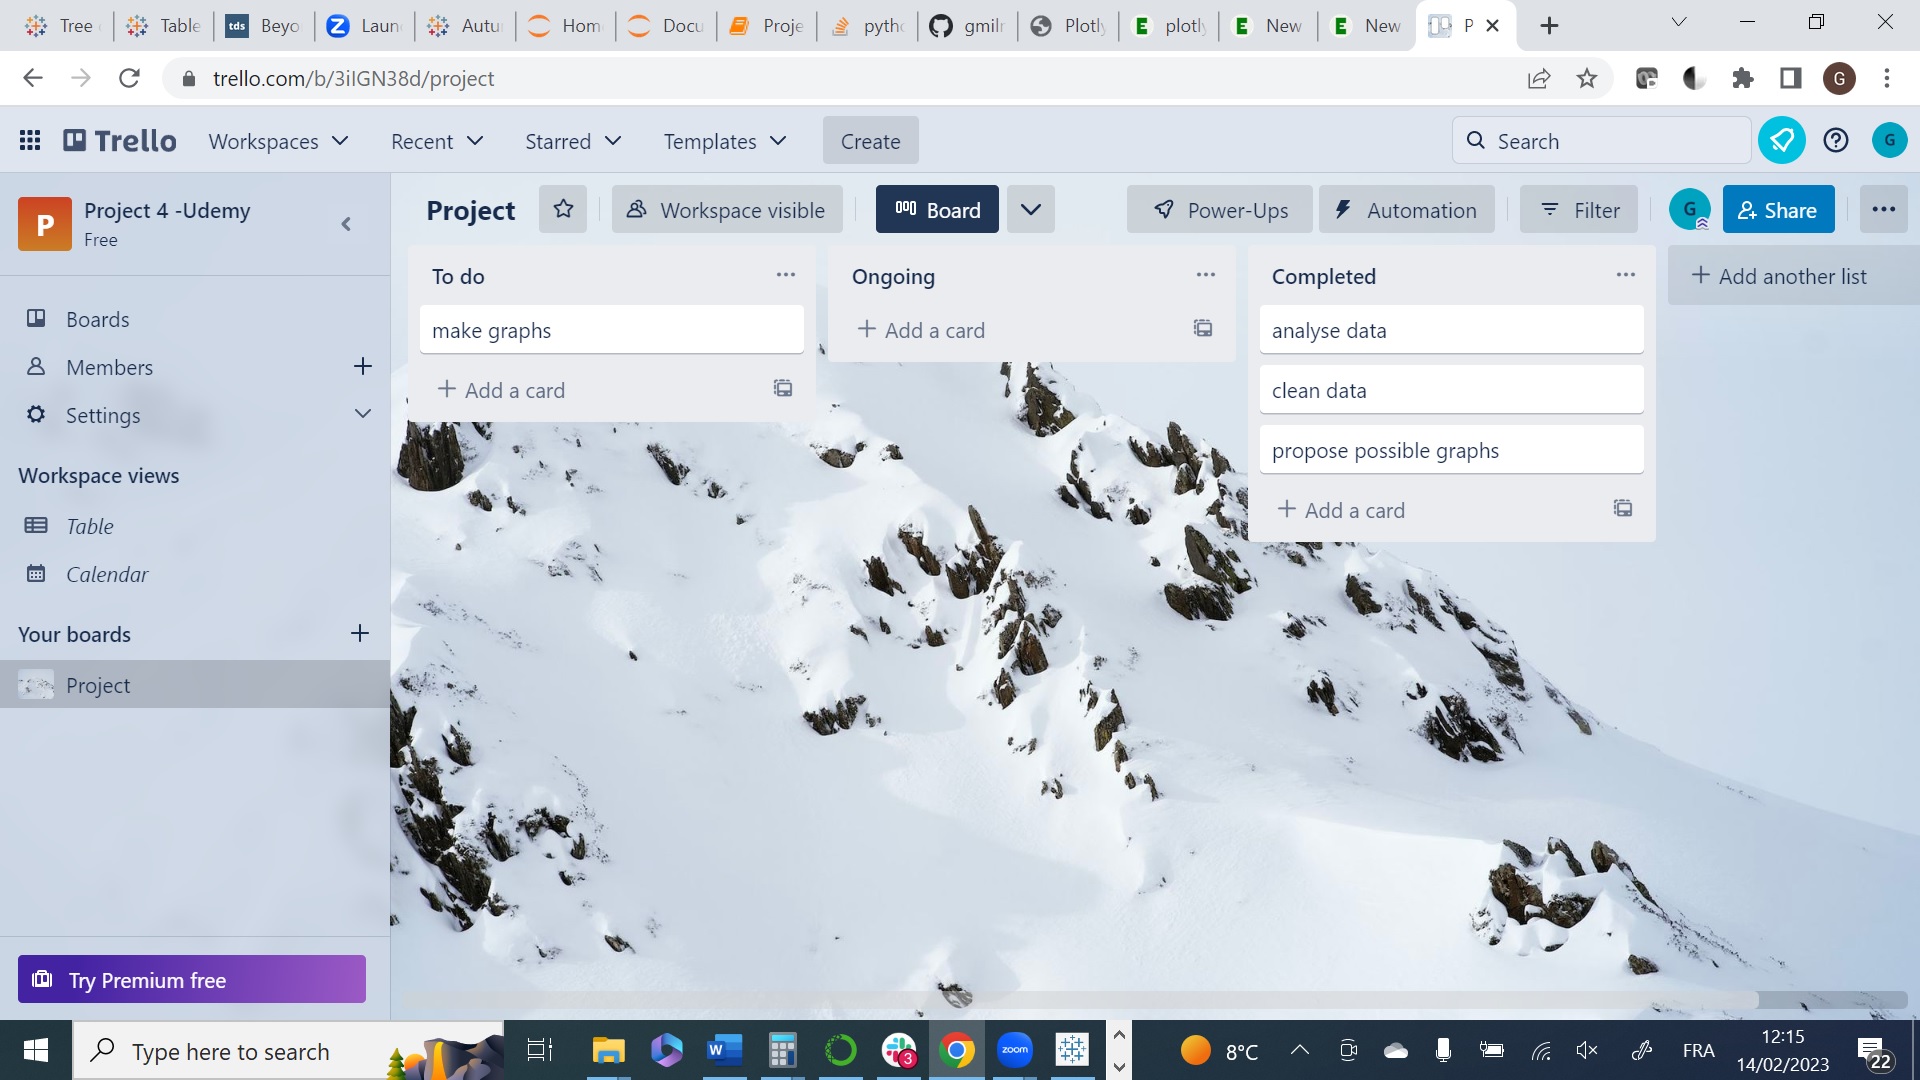 Tree
Table
tds
Beyo
Laun
Autur
Hom
Docu
Proje
pytho
gmilr
Plotly
plotly
New
New
P
trello.com/b/3iIGN38d/project
G
Trello
Workspaces
Recent
Starred
Templates
Create
Search
G
P
Project 4 -Udemy
Free
Project
Workspace visible
Board
Power-Ups
Automation
Filter
G
Share
Boards
Members
Settings
Workspace views
Table
Calendar
Your boards
Project
Try Premium free
To do
make graphs
Add a card
Ongoing
Add a card
Completed
analyse data
clean data
propose possible graphs
Add a card
Add another list
Type here to search
W
3
zoom
8°C
FRA
12:15
14/02/2023
22